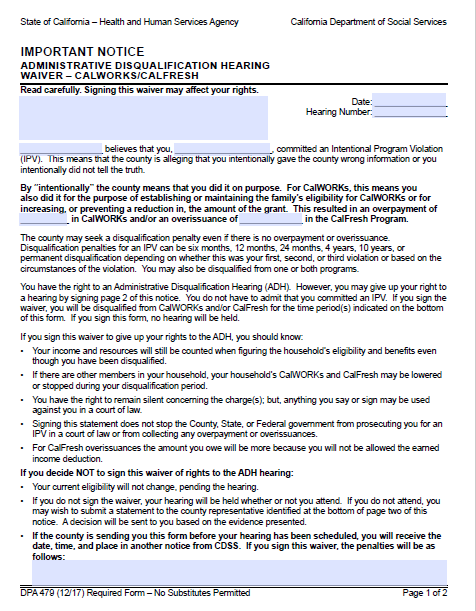 State of California – Health and Human Services Agency California Department of Social Services
IMPORTANT NOTICE
ADMINISTRATIVE DISQUALIFICATION HEARING
WAIVER – CALWORKS/CALFRESH
Read carefully. Signing this waiver may affect your rights.
Date:
Hearing Number:
believes that you, , committed an Intentional Program Violation
(IPV). This means that the county is alleging that you intentionally gave the county wrong information or you
intentionally did not tell the truth.
By "intentionally" the county means that you did it on purpose. For CalWORKs, this means you
also did it for the purpose of establishing or maintaining the family's eligibility for CalWORKs or for
increasing, or preventing a reduction in, the amount of the grant. This resulted in an overpayment of
in CalWORKS and/or an overissuance of in the CalFresh Program.
The county may seek a disqualification penalty even if there is no overpayment or overissuance.
Disqualification penalties for an IPV can be six months, 12 months, 24 months, 4 years, 10 years, or
permanent disqualification depending on whether this was your first, second, or third violation or based on the
circumstances of the violation. You may also be disqualified from one or both programs.
You have the right to an Administrative Disqualification Hearing (ADH). However, you may give up your right to
a hearing by signing page 2 of this notice. You do not have to admit that you committed an IPV. If you sign the
waiver, you will be disqualified from CalWORKs and/or CalFresh for the time period(s) indicated on the bottom
of this form. If you sign this form, no hearing will be held.
If you sign this waiver to give up your rights to the ADH, you should know:
• Your income and resources will still be counted when figuring the household's eligibility and benefits even
though you have been disqualified.
• If there are other members in your household, your household's CalWORKS and CalFresh may be lowered
or stopped during your disqualification period.
• You have the right to remain silent concerning the charge(s); but, anything you say or sign may be used
against you in a court of law.
• Signing this statement does not stop the County, State, or Federal government from prosecuting you for an
IPV in a court of law or from collecting any overpayment or overissuances.
• For CalFresh overissuances the amount you owe will be more because you will not be allowed the earned
income deduction.
If you decide NOT to sign this waiver of rights to the ADH hearing:
• Your current eligibility will not change, pending the hearing.
• If you do not sign the waiver, your hearing will be held whether or not you attend. If you do not attend, you
may wish to submit a statement to the county representative identified at the bottom of page two of this
notice. A decision will be sent to you based on the evidence presented.
• If the county is sending you this form before your hearing has been scheduled, you will receive the
date, time, and place in another notice from CDSS. If you sign this waiver, the penalties will be as
follows:
DPA 479 (12/17) Required Form – No Substitutes Permitted Page 1 of 2